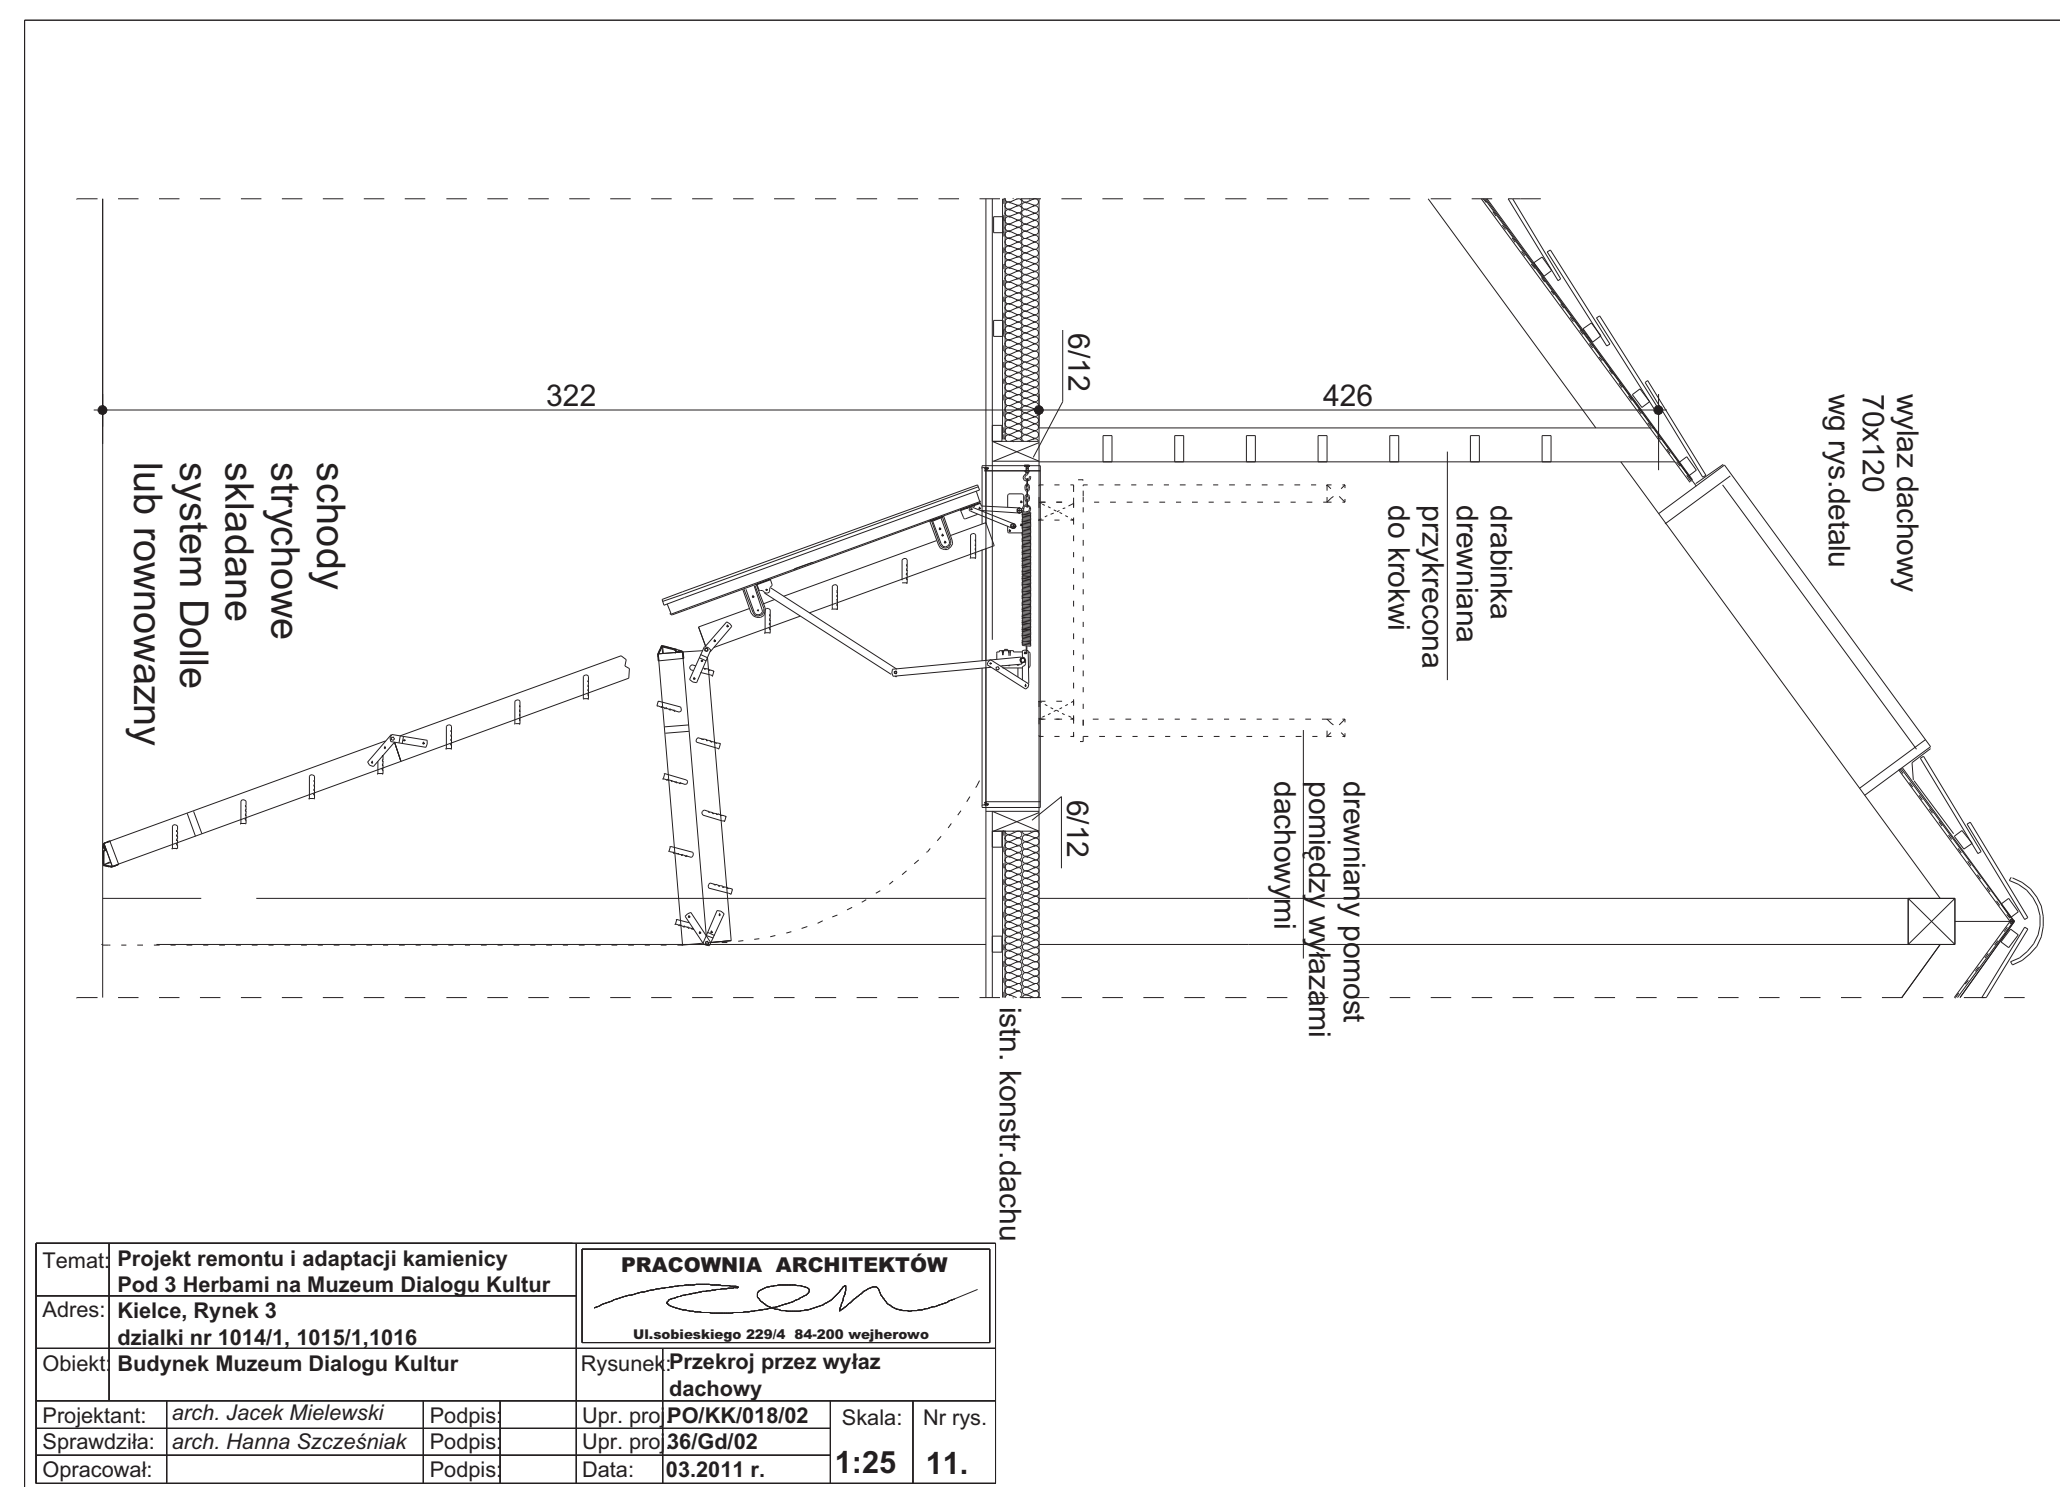 322
426
6/12
6/12
wylaz dachowy
70x120
wg rys.detalu
drabinka
drewniana
przykrecona
do krokwi
schody
strychowe
skladane
system Dolle
lub rownowazny
drewniany pomost
pomiędzy wyłazami
dachowymi
istn. konstr.dachu
Temat: Projekt remontu i adaptacji kamienicy
Pod 3 Herbami na Muzeum Dialogu Kultur
Adres: Kielce, Rynek 3
dzialki nr 1014/1, 1015/1,1016
PRACOWNIA ARCHITEKTÓW
zen
Ul.sobieskiego 229/4 84-200 wejherowo
Obiekt: Budynek Muzeum Dialogu Kultur
Rysunek: Przekroj przez wyłaz
dachowy
Projektant: arch. Jacek Mielewski Podpis: Upr. proj. PO/KK/018/02
Sprawdziła: arch. Hanna Szcześniak Podpis: Upr. proj. 36/Gd/02
Opracował: Podpis: Data: 03.2011 r.
Skala: 1:25
Nr rys. 11.